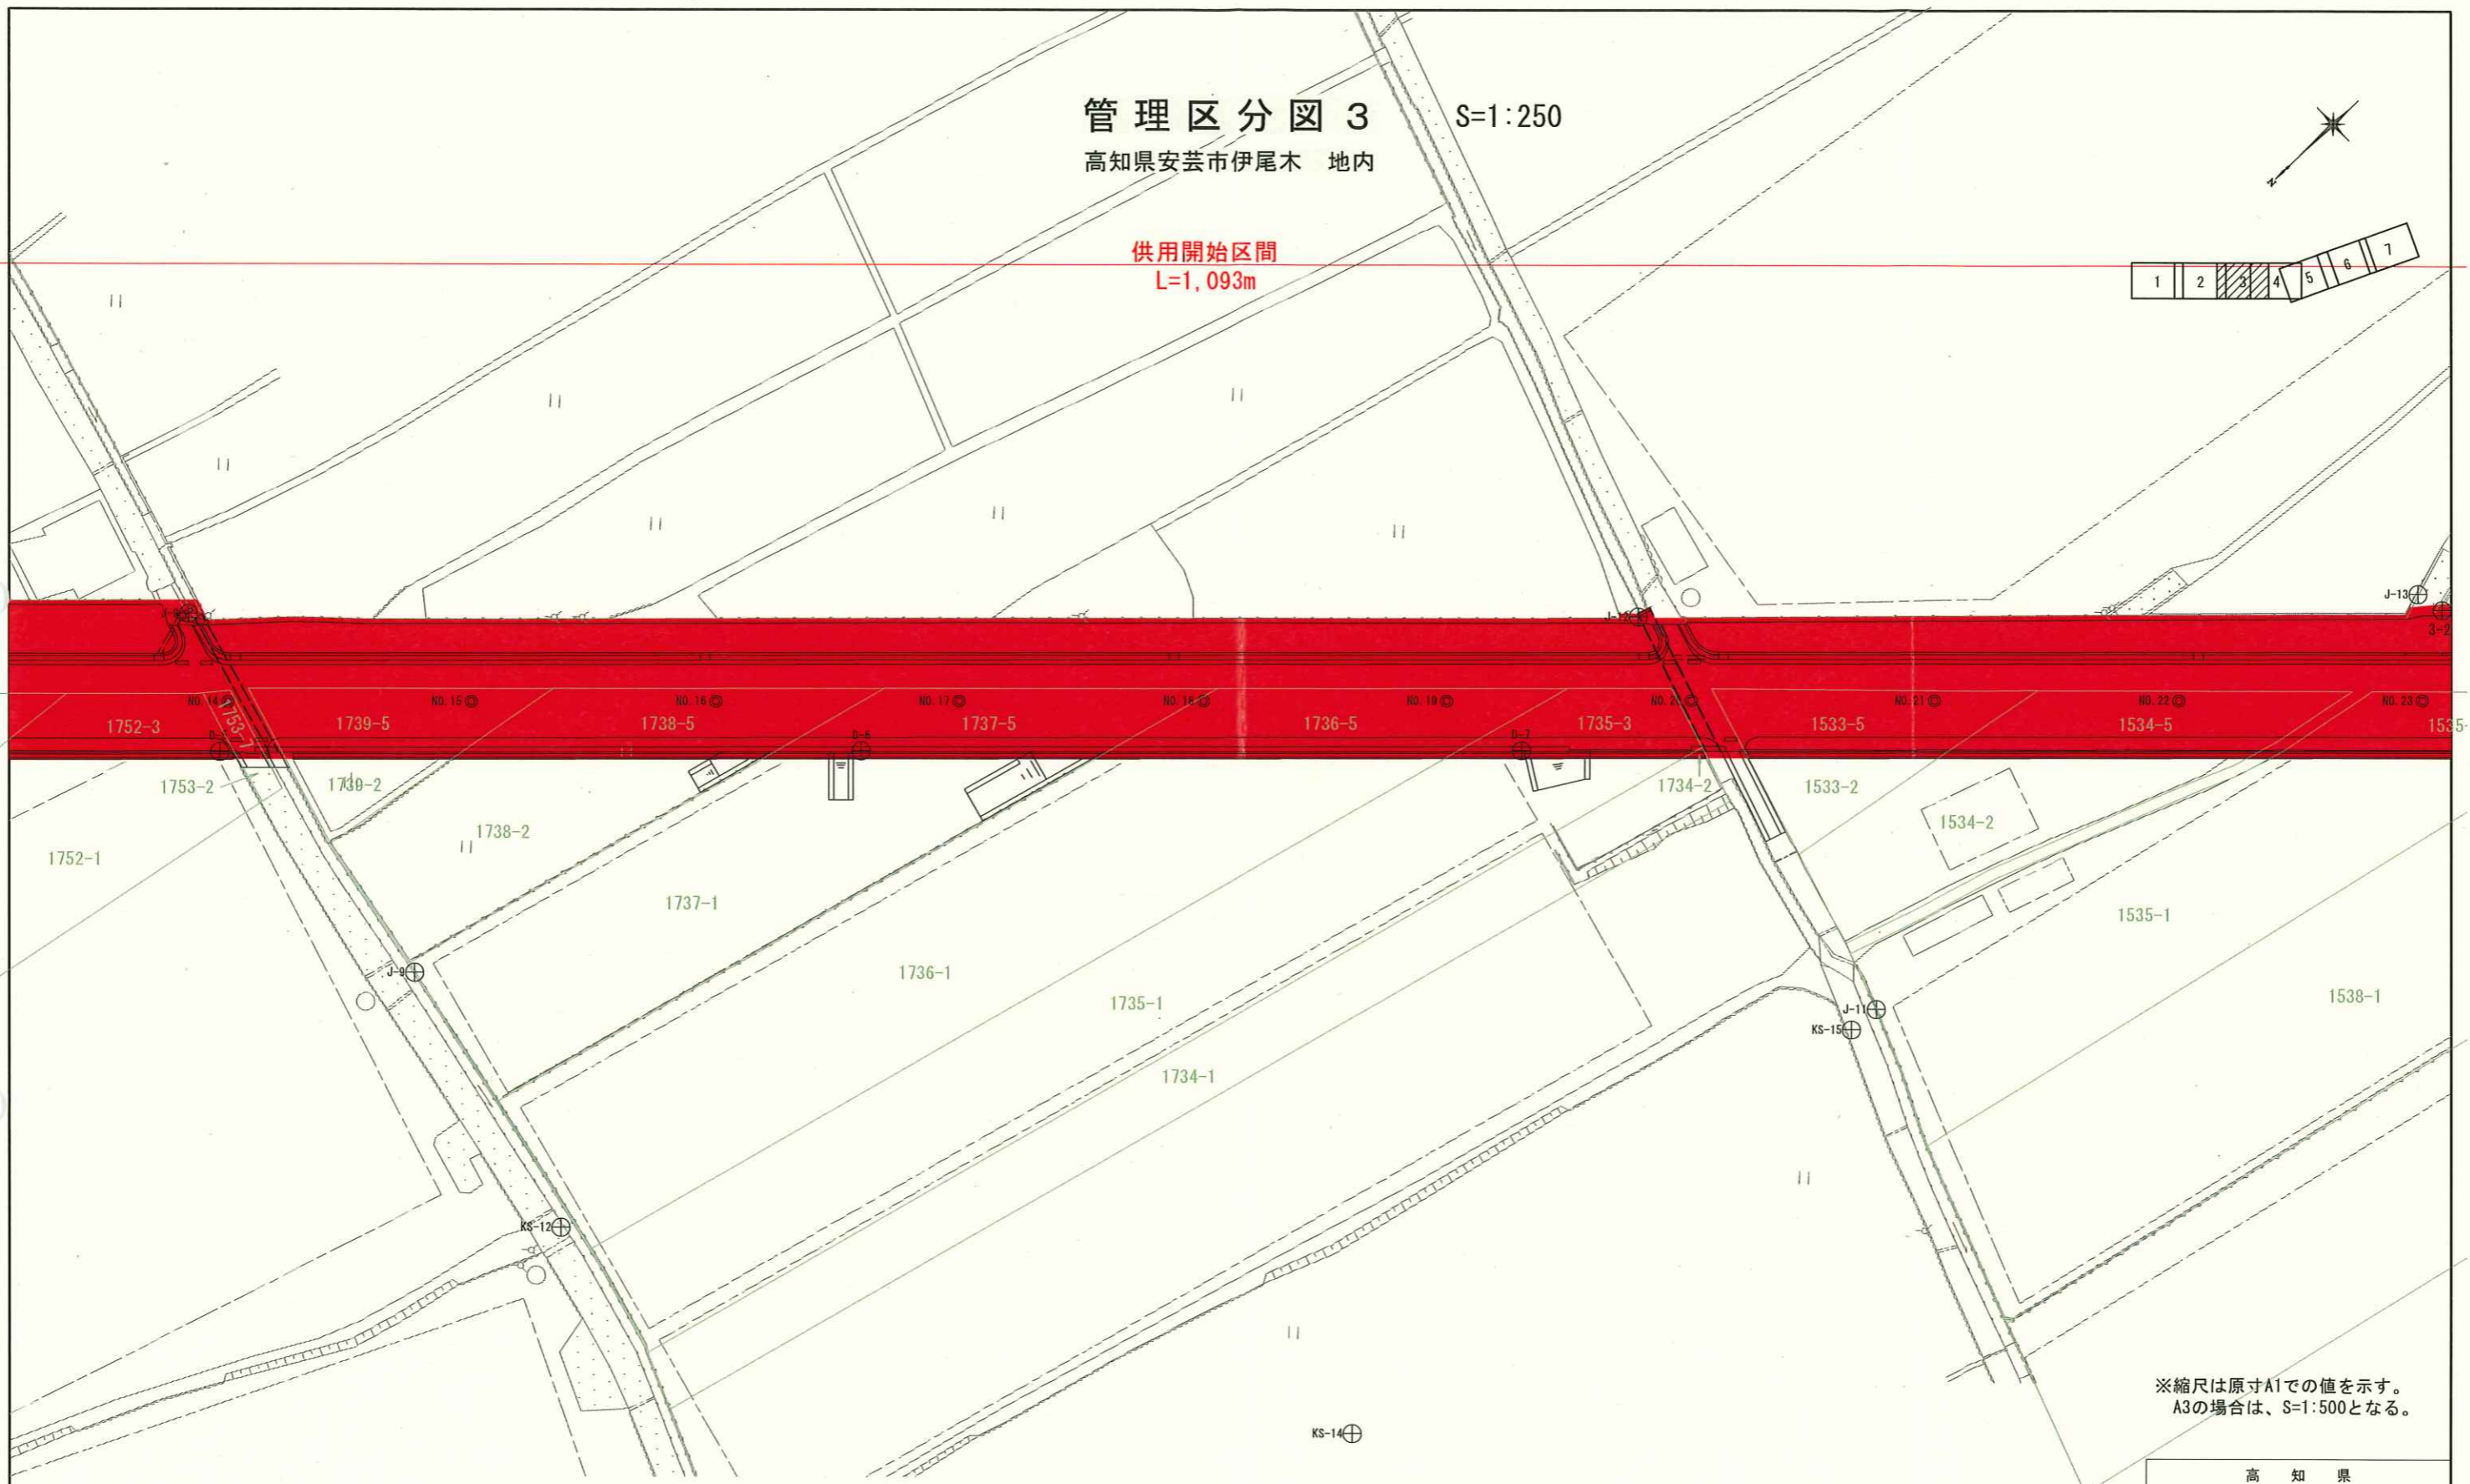 管理区分図 3 S=1:250
高知県安芸市伊尾木 地内
N
供用開始区間
L=1,093m
1 2 3 4 5 6 7
J-13
3-2
NO.14 NO.15 NO.16 NO.17 NO.18 NO.19 NO.20 NO.21 NO.22 NO.23
1752-3 1753-7 1739-5 1738-5 1737-5 1736-5 1735-3 1533-5 1534-5 1535-
D-6 D-7
1753-2 1739-2 1734-2 1533-2
1738-2 1534-2
1752-1
1737-1 1535-1
J-9 1736-1
1735-1 1538-1
J-11
KS-15
1734-1
KS-12
※縮尺は原寸A1での値を示す。
A3の場合は、S=1:500となる。
KS-14
高 知 県